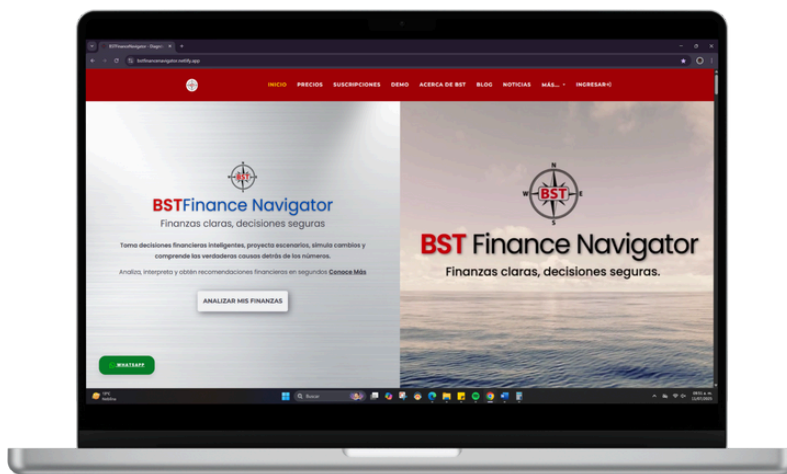 BSTFinanceNavigator - Diagn
bstfinancenavigator.netlify.app
INICIO PRECIOS SUSCRIPCIONES DEMO ACERCA DE BST BLOG NOTICIAS MÁS... INGRESAR
BST
BSTFinance Navigator
Finanzas claras, decisiones seguras
Toma decisiones financieras inteligentes, proyecta escenarios, simula cambios y
comprende las verdaderas causas detrás de los números.
Analiza, interpreta y obtén recomendaciones financieras en segundos Conoce Más
ANALIZAR MIS FINANZAS
WHATSAPP
N
W BST E
S
BST Finance Navigator
Finanzas claras, decisiones seguras.
Buscar